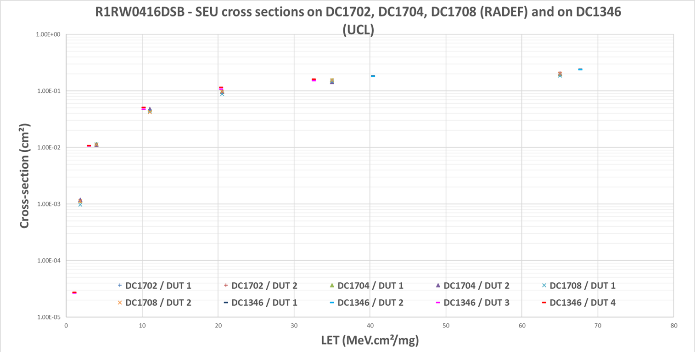 R1RW0416DSB - SEU cross sections on DC1702, DC1704, DC1708 (RADEF) and on DC1346
(UCL)
1.00E+00
1.00E-01
1.00E-02
1.00E-03
1.00E-04
1.00E-05
Cross-section (cm²)
DC1702 / DUT 1 DC1702 / DUT 2 DC1704 / DUT 1 DC1704 / DUT 2 DC1708 / DUT 1
DC1708 / DUT 2 DC1346 / DUT 1 DC1346 / DUT 2 DC1346 / DUT 3 DC1346 / DUT 4
0 10 20 30 40 50 60 70 80
LET (MeV.cm²/mg)